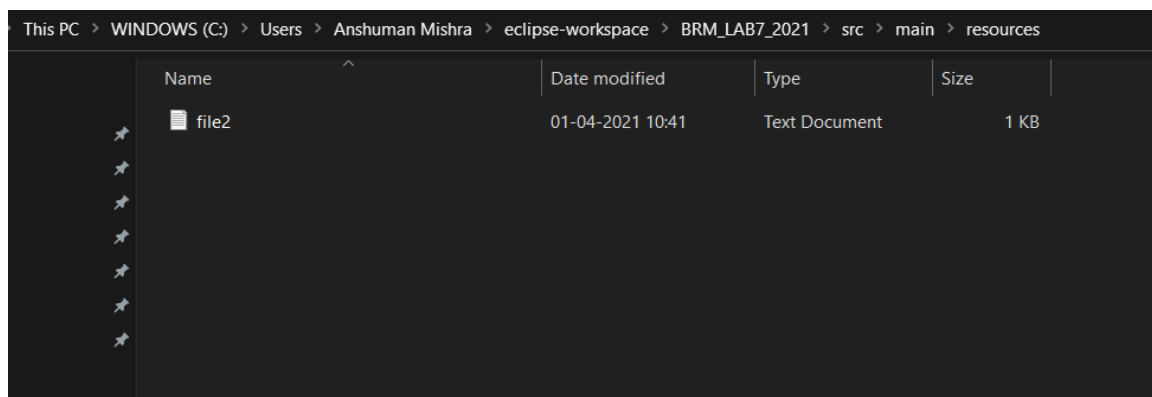 This PC > WINDOWS (C:) > Users > Anshuman Mishra > eclipse-workspace > BRM_LAB7_2021 > src > main > resources
Name Date modified Type Size
file2 01-04-2021 10:41 Text Document 1 KB